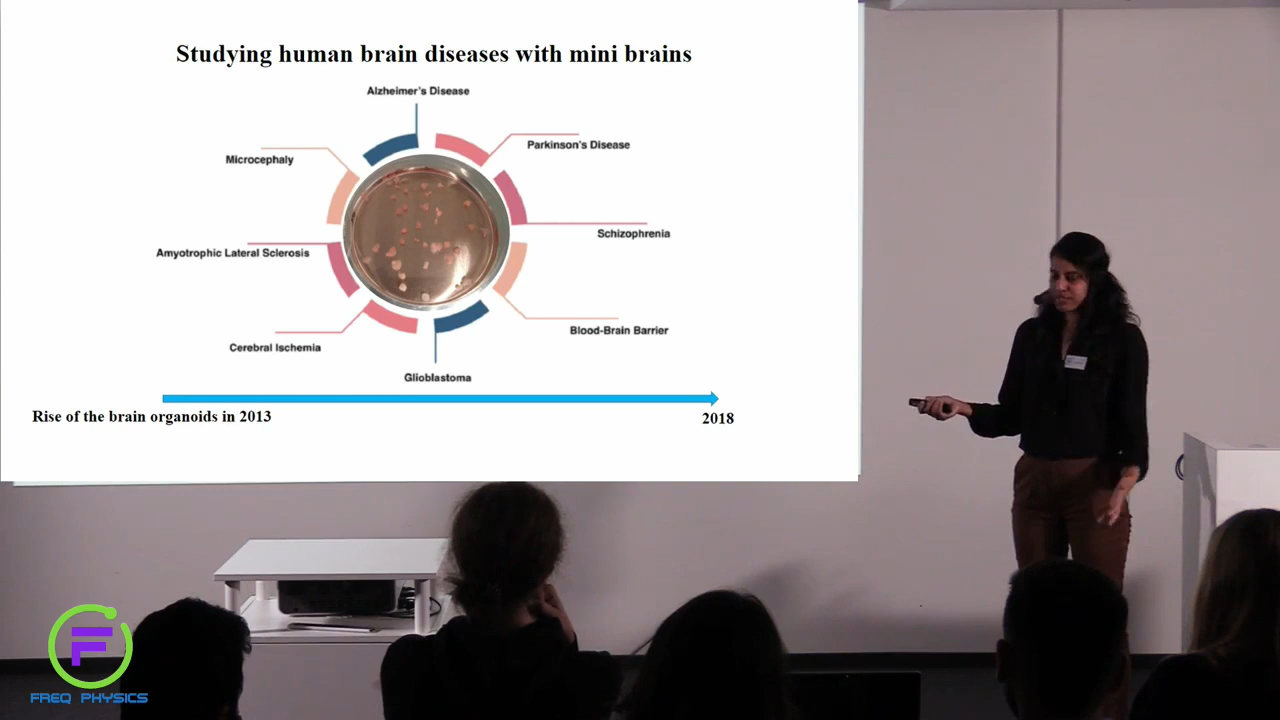 Studying human brain diseases with mini brains
Alzheimer's Disease
Parkinson's Disease
Microcephaly
Schizophrenia
Amyotrophic Lateral Sclerosis
Blood-Brain Barrier
Cerebral Ischemia
Glioblastoma
Rise of the brain organoids in 2013
2018
FREQ PHYSICS